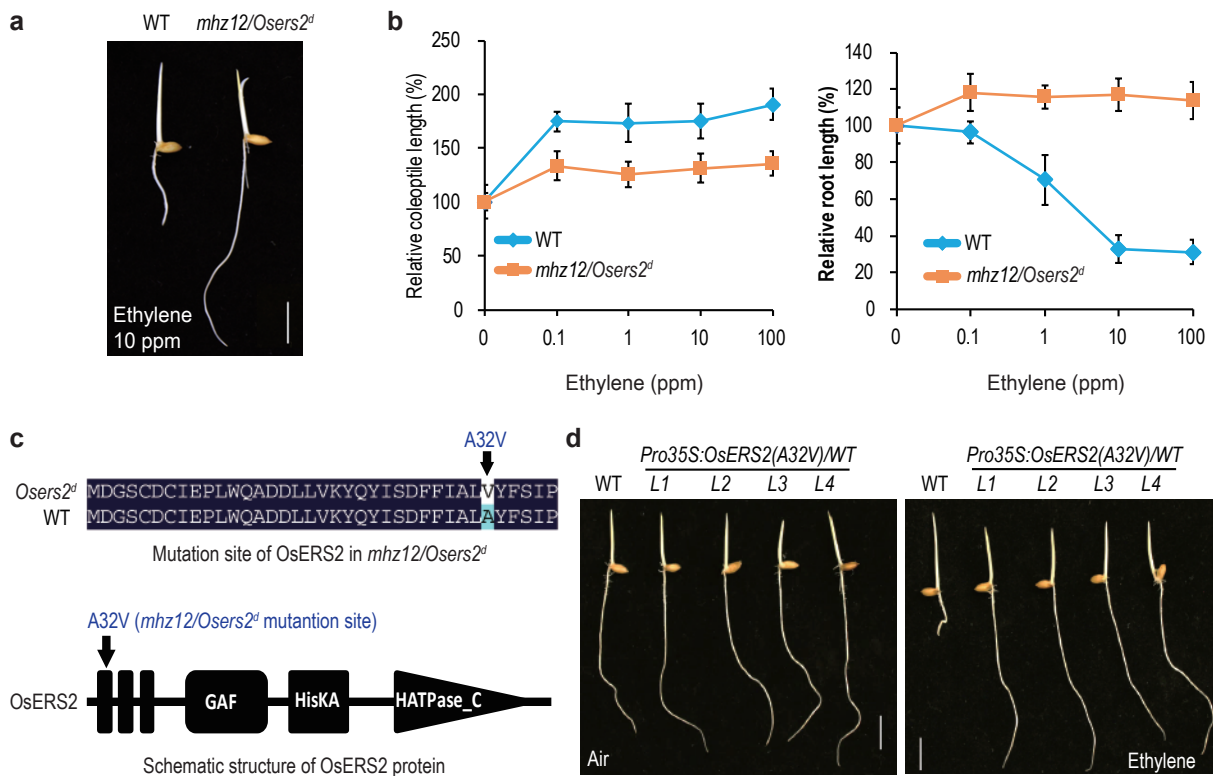 a
WT mhz12/Osers2d
Ethylene
10 ppm
b
Relative coleoptile length (%)
250
200
150
100
50
0
WT
mhz12/Osers2d
0 0.1 1 10 100
Ethylene (ppm)
Relative root length (%)
120
100
80
60
40
20
0
WT
mhz12/Osers2d
0 0.1 1 10 100
Ethylene (ppm)
c
A32V
Osers2d MDGSCDCIEPLWQADDLLVKYQYISDFFIALVYFSIP
WT MDGSCDCIEPLWQADDLLVKYQYISDFFIALAYFSIP
Mutation site of OsERS2 in mhz12/Osers2d
A32V (mhz12/Osers2d mutantion site)
OsERS2 GAF HisKA HATPase_C
Schematic structure of OsERS2 protein
d
Pro35S:OsERS2(A32V)/WT
WT L1 L2 L3 L4
Air
Pro35S:OsERS2(A32V)/WT
WT L1 L2 L3 L4
Ethylene